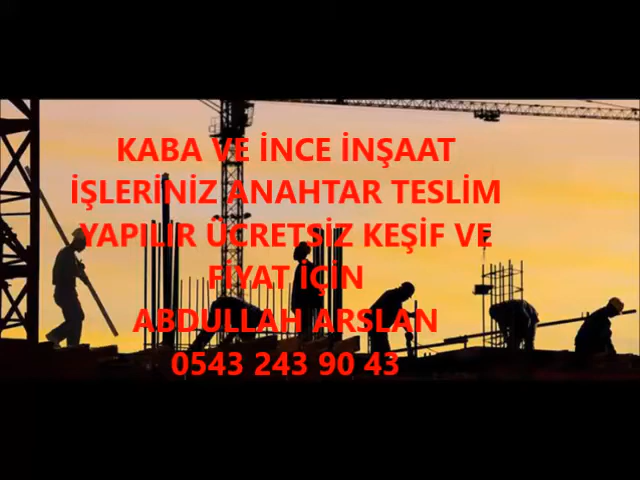 KABA VE İNCE İNŞAAT
İŞLERİNİZ ANAHTAR TESLİM
YAPILIR ÜCRETSİZ KEŞİF VE
FİYAT İÇİN
ABDULLAH ARSLAN
0543 243 90 43